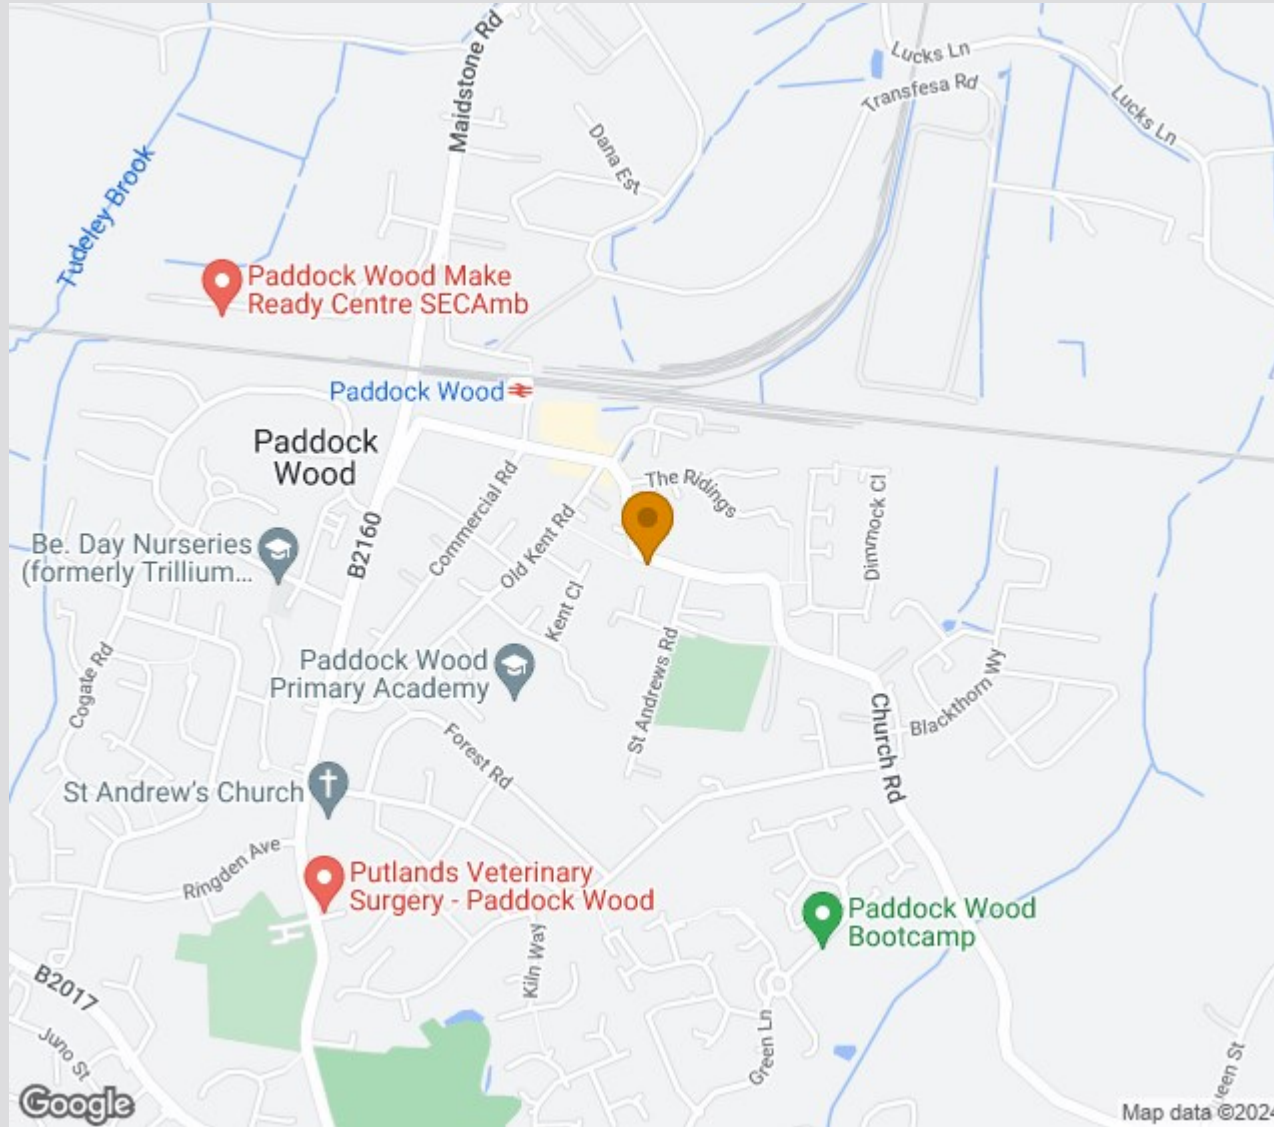 Maidstone Rd
Lucks Ln
Transfesa Rd
Lucks Ln
Dana Est
Tudeley Brook
Paddock Wood Make
Ready Centre SECAmb
Paddock Wood
Paddock
Wood
The Ridings
Commercial Rd
Old Kent Rd
Dimmock Cl
B2160
Be. Day Nurseries
(formerly Trillium...
Kent Cl
Paddock Wood
Primary Academy
St Andrews Rd
Cogate Rd
Blackthorn Wy
Church Rd
Forest Rd
St Andrew's Church
Ringden Ave
Putlands Veterinary
Surgery - Paddock Wood
Paddock Wood
Bootcamp
Kiln Way
B2017
Juno St
Green Ln
Google
Map data ©2024